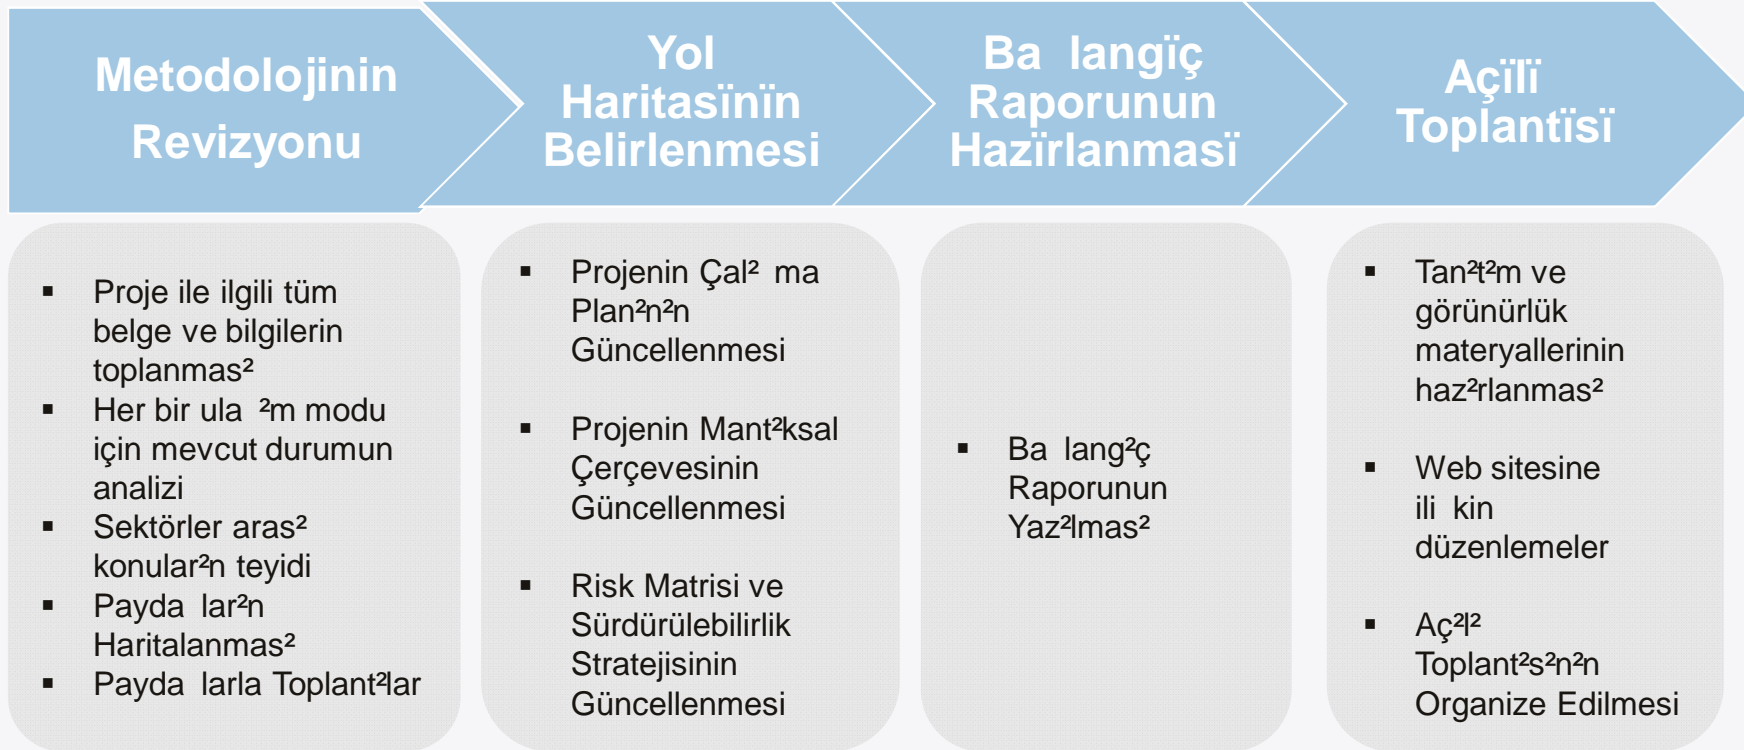 Metodolojinin
Revizyonu
Yol
Haritasïnïn
Belirlenmesi
Ba langïç
Raporunun
Hazïrlanmasï
Açïlï
Toplantïsï
▪ Proje ile ilgili tüm
belge ve bilgilerin
toplanmas²
▪ Her bir ula ²m modu
için mevcut durumun
analizi
▪ Sektörler aras²
konular²n teyidi
▪ Payda lar²n
Haritalanmas²
▪ Payda larla Toplant²lar
▪ Projenin Çal² ma
Plan²n²n
Güncellenmesi
▪ Projenin Mant²ksal
Çerçevesinin
Güncellenmesi
▪ Risk Matrisi ve
Sürdürülebilirlik
Stratejisinin
Güncellenmesi
▪ Ba lang²ç
Raporunun
Yaz²lmas²
▪ Tan²t²m ve
görünürlük
materyallerinin
haz²rlanmas²
▪ Web sitesine
ili kin
düzenlemeler
▪ Aç²l²
Toplant²s²n²n
Organize Edilmesi